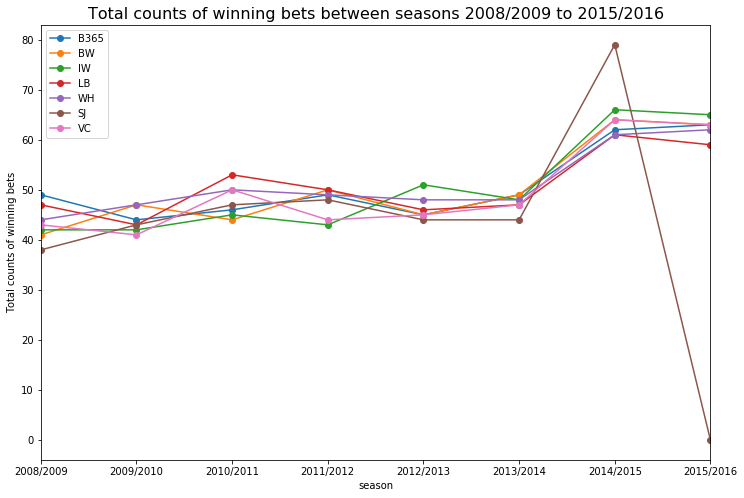 Total counts of winning bets between seasons 2008/2009 to 2015/2016
B365
BW
IW
LB
WH
SJ
VC
Total counts of winning bets
80
70
60
50
40
30
20
10
0
2008/2009 2009/2010 2010/2011 2011/2012 2012/2013 2013/2014 2014/2015 2015/2016
season